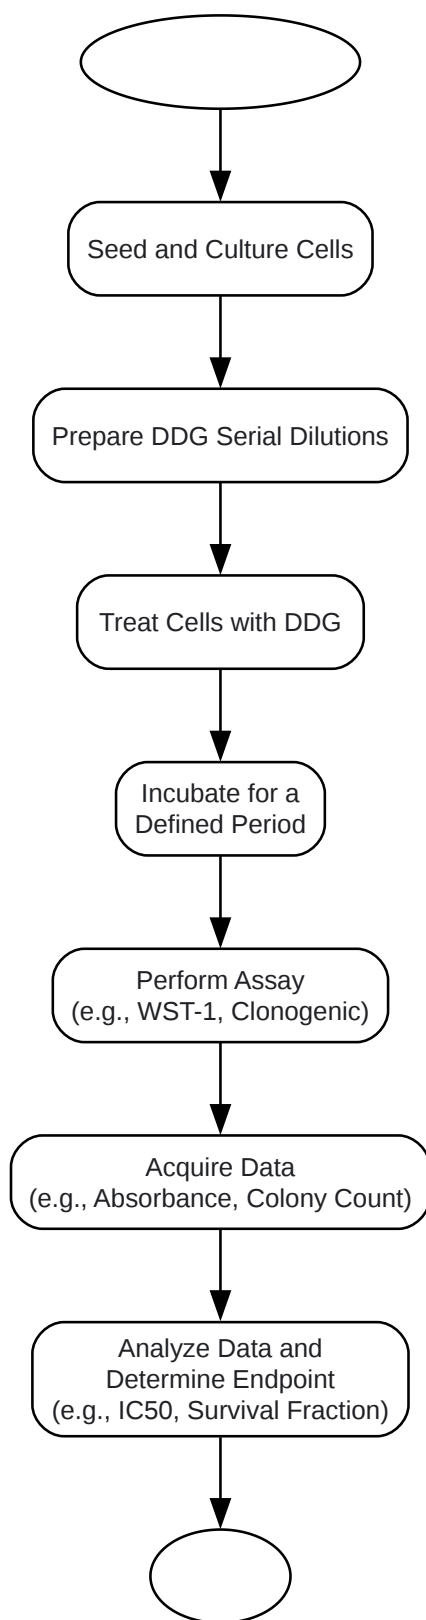 Seed and Culture Cells
Prepare DDG Serial Dilutions
Treat Cells with DDG
Incubate for a
Defined Period
Perform Assay
(e.g., WST-1, Clonogenic)
Acquire Data
(e.g., Absorbance, Colony Count)
Analyze Data and
Determine Endpoint
(e.g., IC50, Survival Fraction)